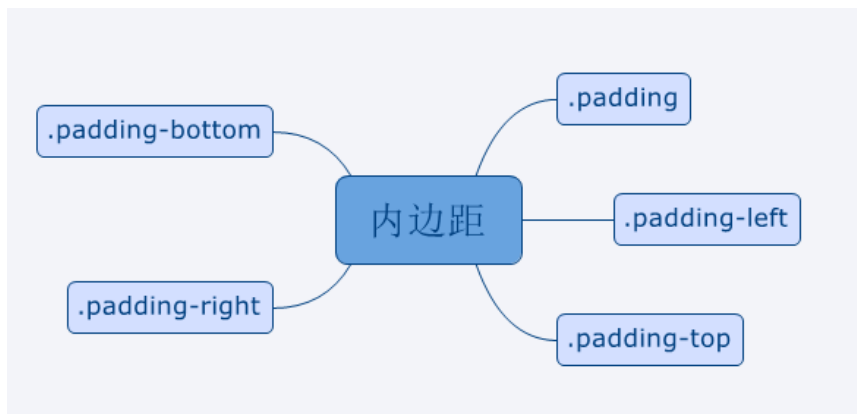 .padding
.padding-bottom
内边距
.padding-left
.padding-right
.padding-top